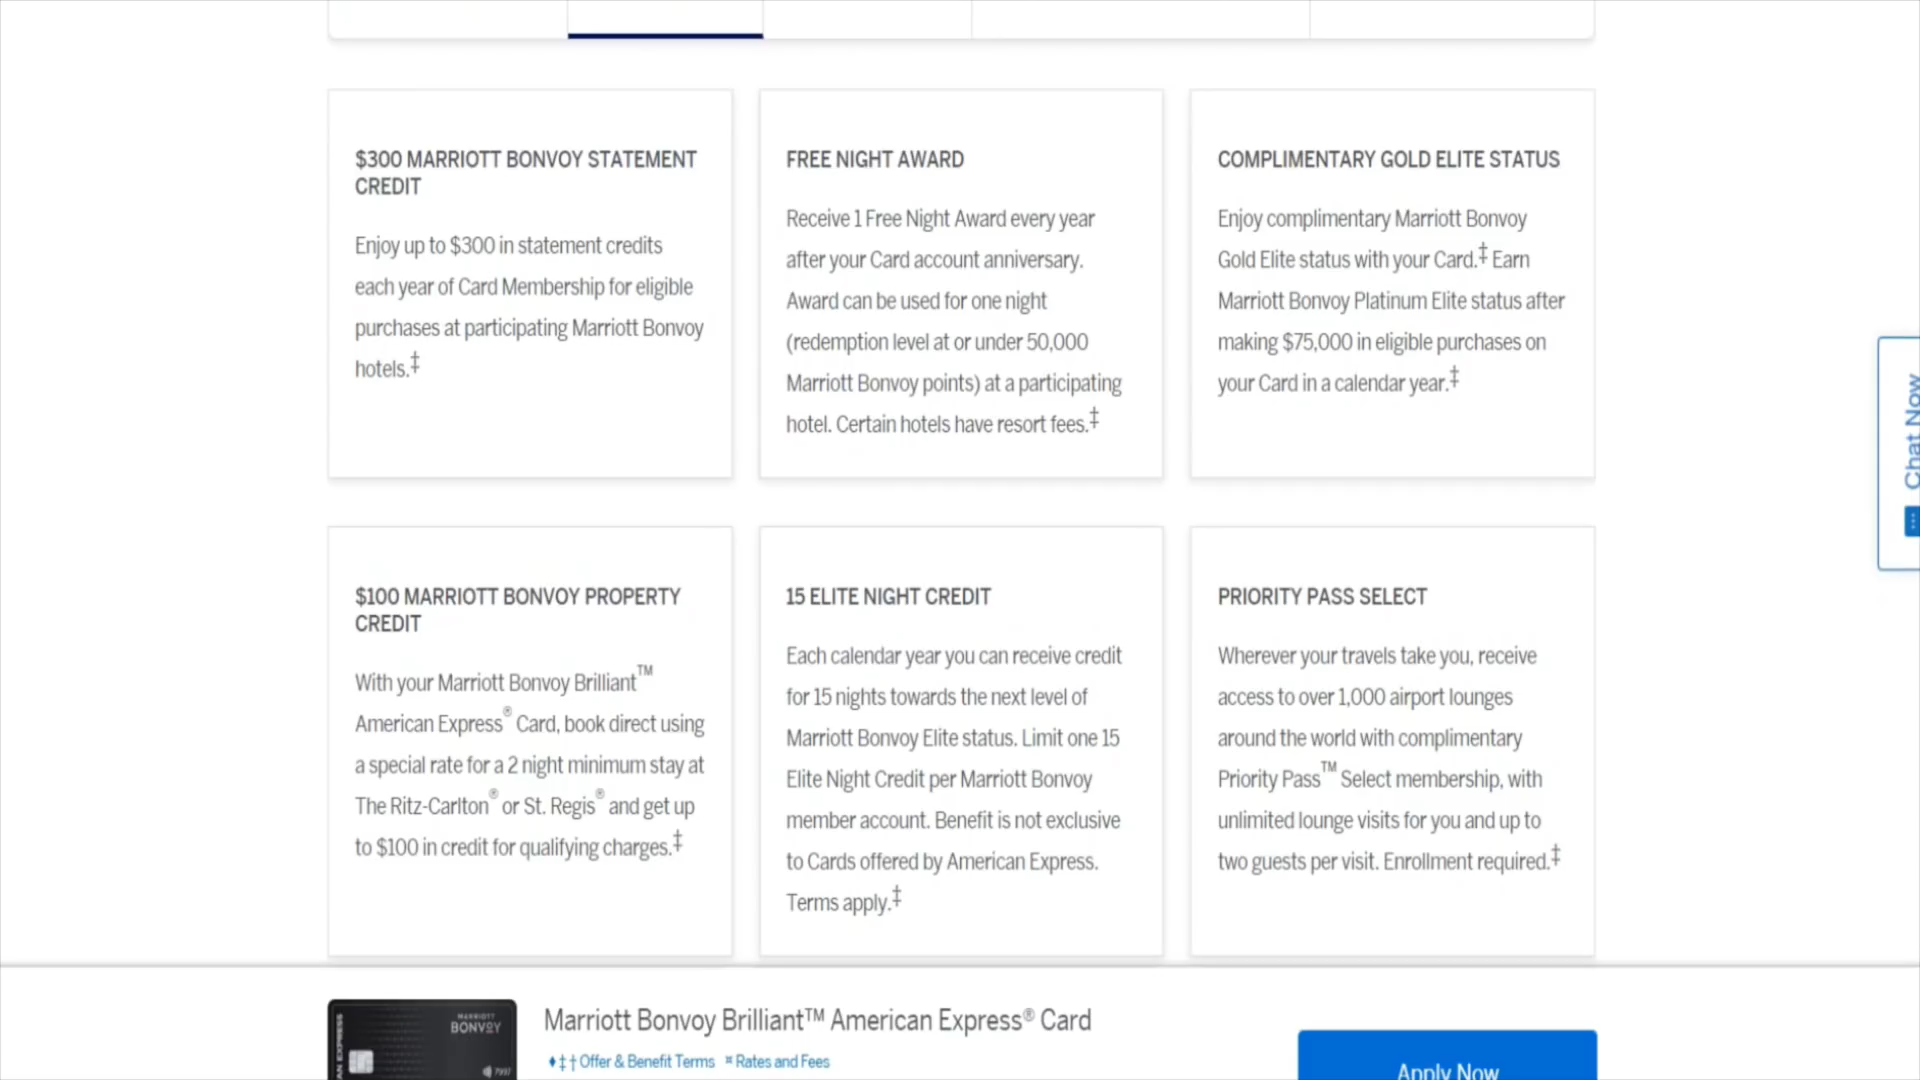 $300 MARRIOTT BONVOY STATEMENT
CREDIT
Enjoy up to $300 in statement credits
each year of Card Membership for eligible
purchases at participating Marriott Bonvoy
hotels.‡
FREE NIGHT AWARD
Receive 1 Free Night Award every year
after your Card account anniversary.
Award can be used for one night
(redemption level at or under 50,000
Marriott Bonvoy points) at a participating
hotel. Certain hotels have resort fees.‡
COMPLIMENTARY GOLD ELITE STATUS
Enjoy complimentary Marriott Bonvoy
Gold Elite status with your Card.‡ Earn
Marriott Bonvoy Platinum Elite status after
making $75,000 in eligible purchases on
your Card in a calendar year.‡
$100 MARRIOTT BONVOY PROPERTY
CREDIT
With your Marriott Bonvoy Brilliant™
American Express® Card, book direct using
a special rate for a 2 night minimum stay at
The Ritz-Carlton® or St. Regis® and get up
to $100 in credit for qualifying charges.‡
15 ELITE NIGHT CREDIT
Each calendar year you can receive credit
for 15 nights towards the next level of
Marriott Bonvoy Elite status. Limit one 15
Elite Night Credit per Marriott Bonvoy
member account. Benefit is not exclusive
to Cards offered by American Express.
Terms apply.‡
PRIORITY PASS SELECT
Wherever your travels take you, receive
access to over 1,000 airport lounges
around the world with complimentary
Priority Pass™ Select membership, with
unlimited lounge visits for you and up to
two guests per visit. Enrollment required.‡
Chat Now
MARRIOTT
BONVOY
AN EXPRESS
7997
Marriott Bonvoy Brilliant™ American Express® Card
♦‡† Offer & Benefit Terms ¤ Rates and Fees
Apply Now